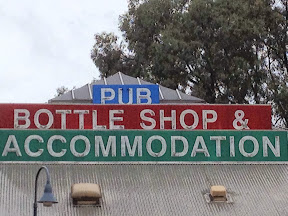 PUB
BOTTLE SHOP &
ACCOMMODATION